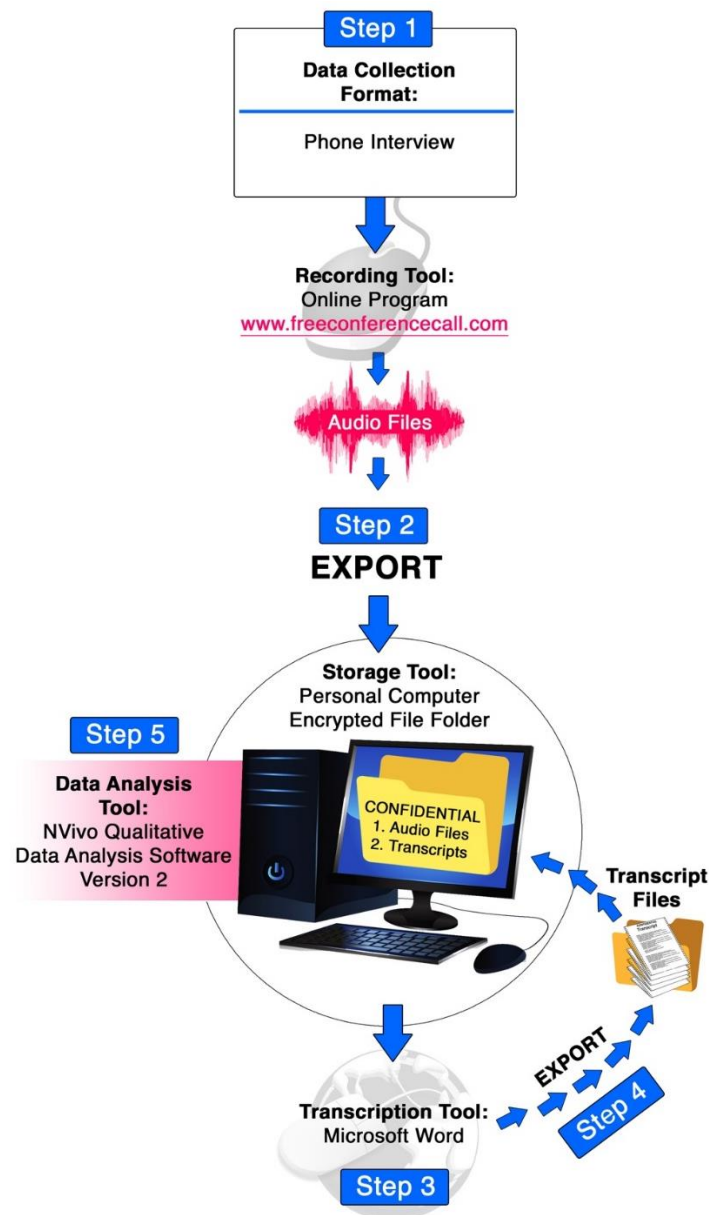 Step 1
Data Collection
Format:
Phone Interview
Recording Tool:
Online Program
www.freeconferencecall.com
Audio Files
Step 2
EXPORT
Storage Tool:
Personal Computer
Encrypted File Folder
Step 5
Data Analysis
Tool:
NVivo Qualitative
Data Analysis Software
Version 2
CONFIDENTIAL
1. Audio Files
2. Transcripts
Transcript
Files
EXPORT
Step 4
Transcription Tool:
Microsoft Word
Step 3